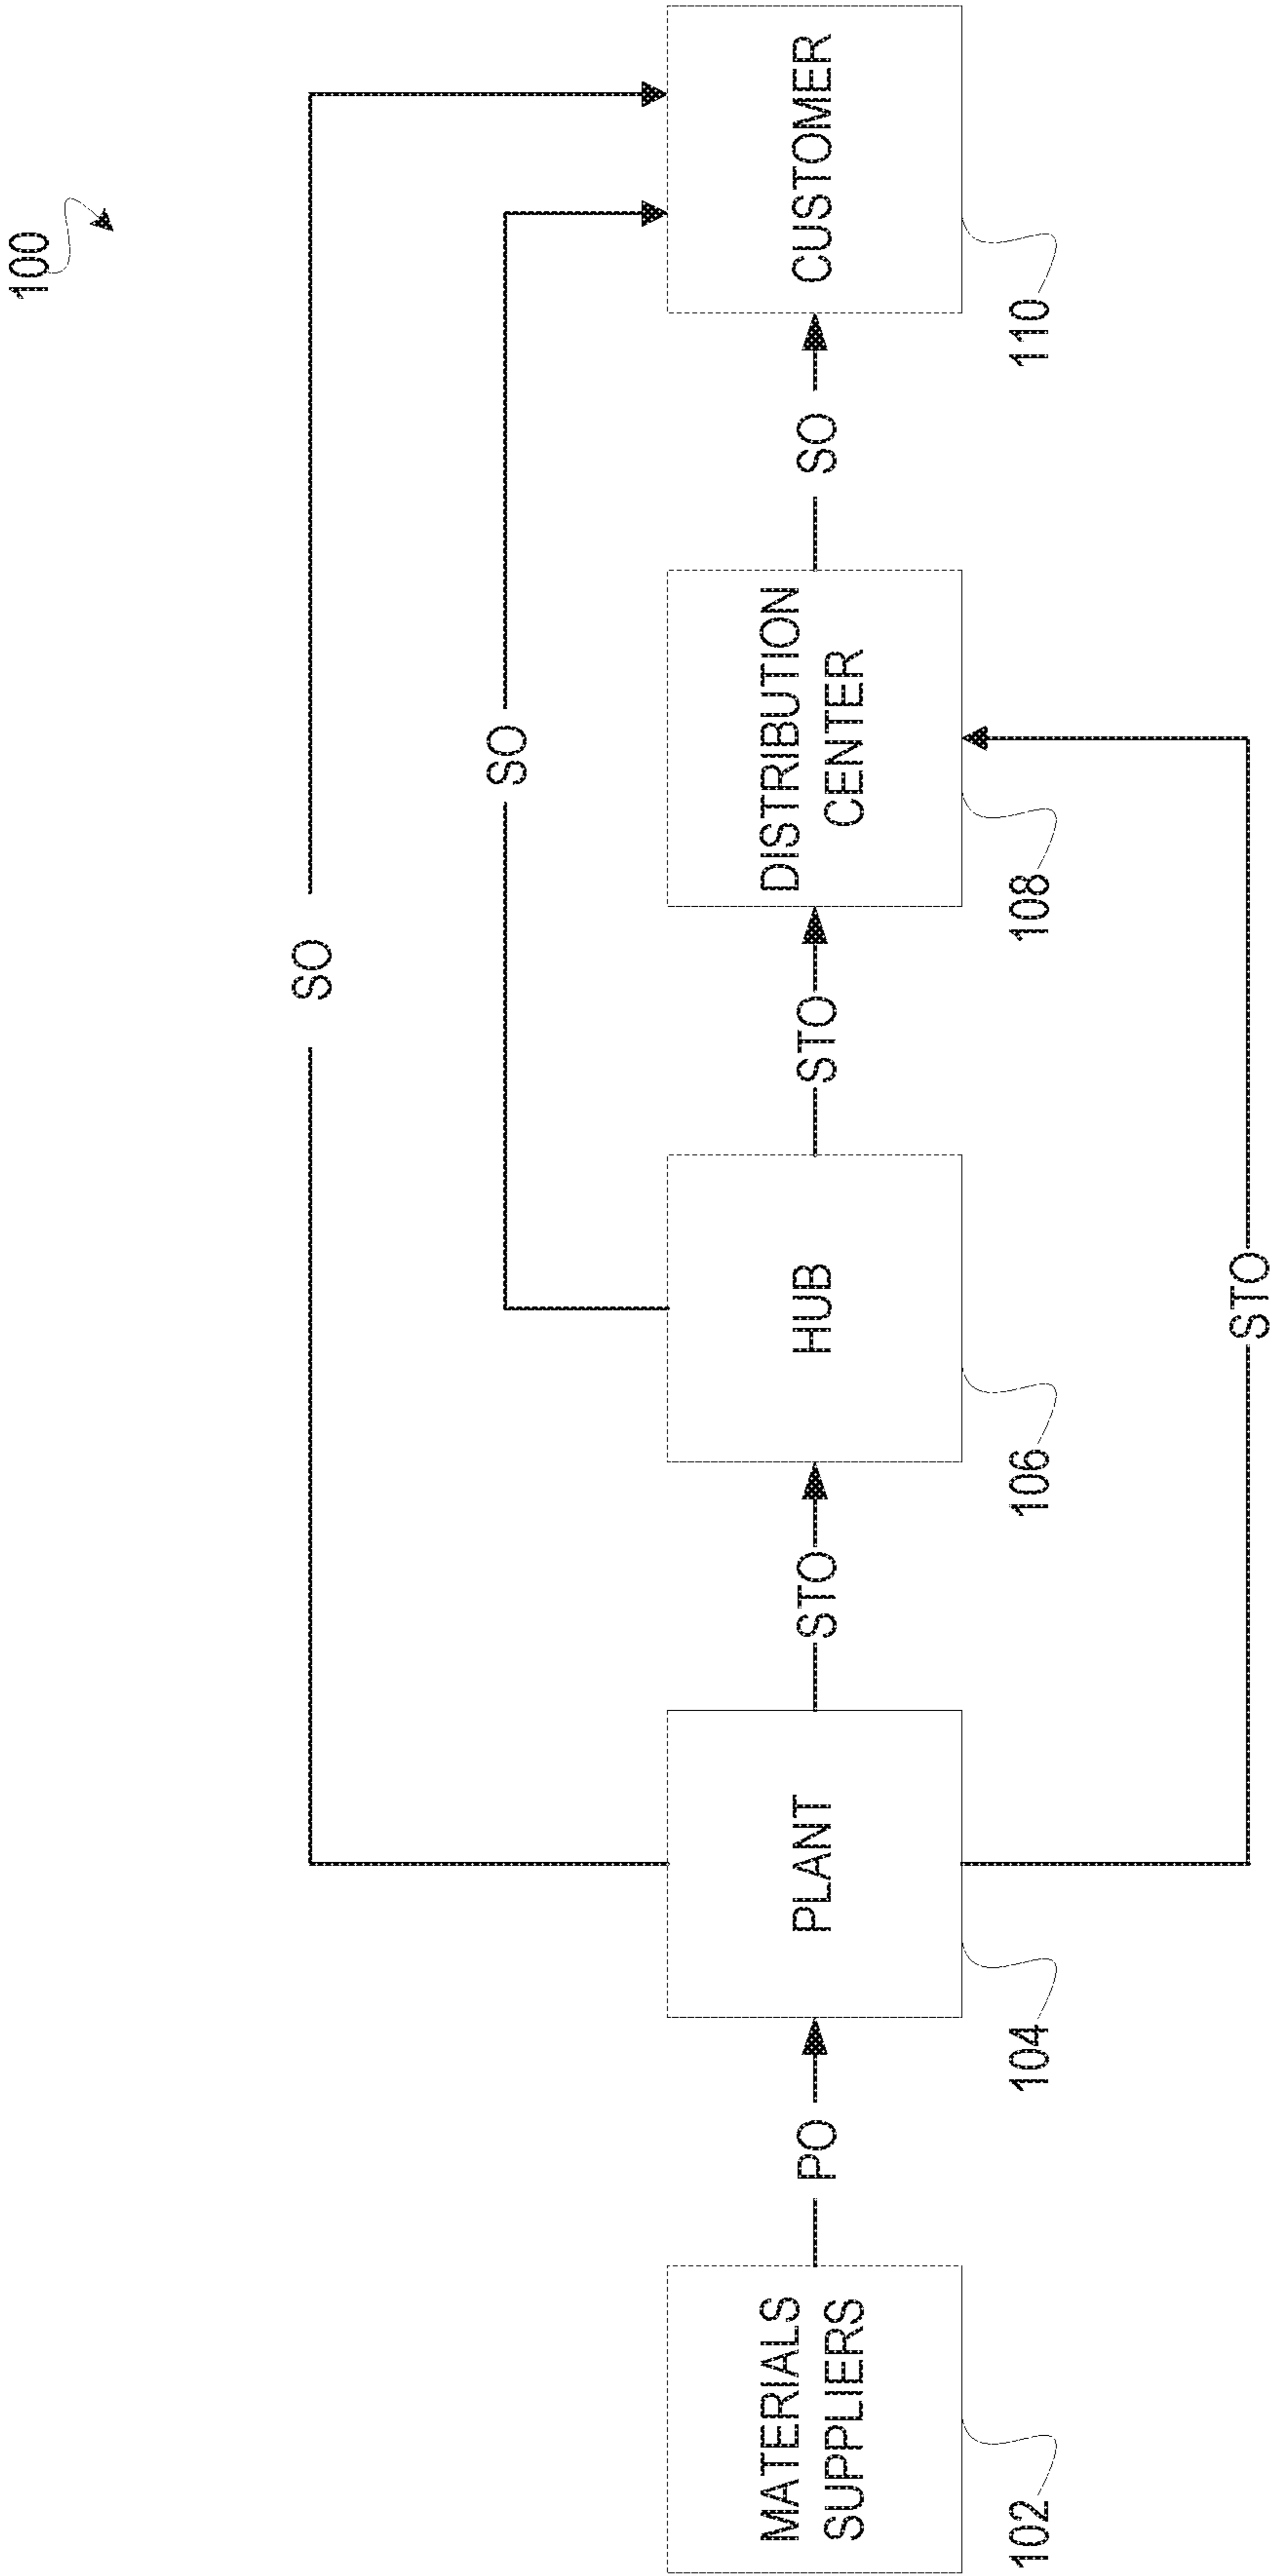 100
SO
SO
MATERIALS
SUPPLIERS
PO
PLANT
STO
HUB
STO
DISTRIBUTION
CENTER
SO
CUSTOMER
102
104
106
108
110
STO